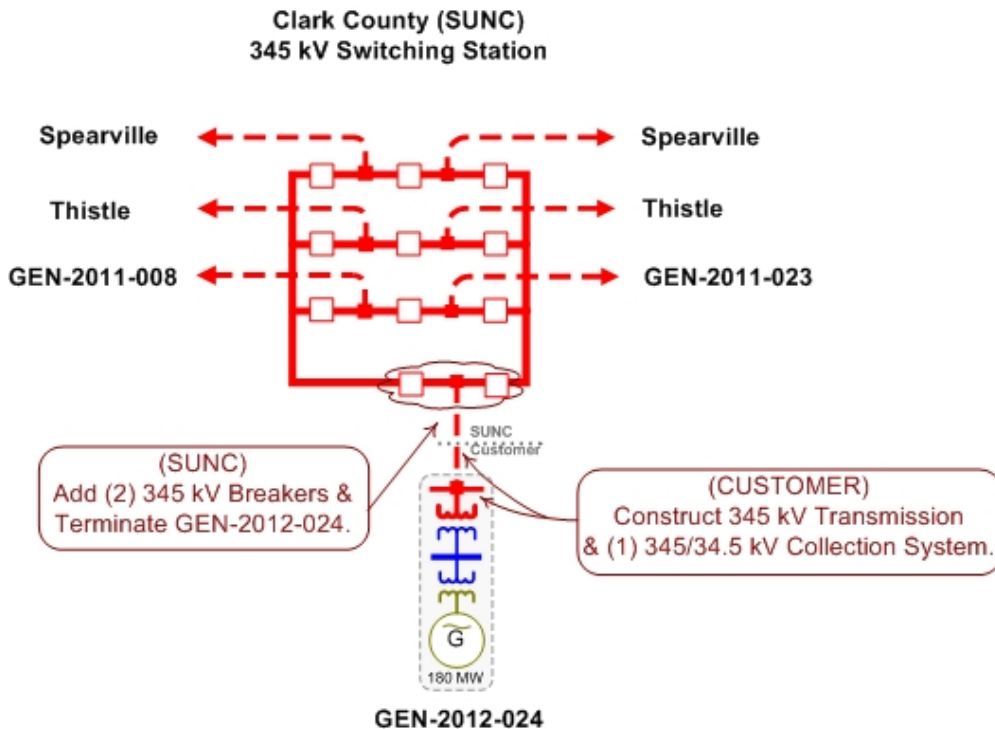 Clark County (SUNC)
345 kV Switching Station
Spearville
Spearville
Thistle
Thistle
GEN-2011-008
GEN-2011-023
SUNC
Customer
(SUNC)
Add (2) 345 kV Breakers &
Terminate GEN-2012-024.
(CUSTOMER)
Construct 345 kV Transmission
& (1) 345/34.5 kV Collection System.
G
180 MW
GEN-2012-024